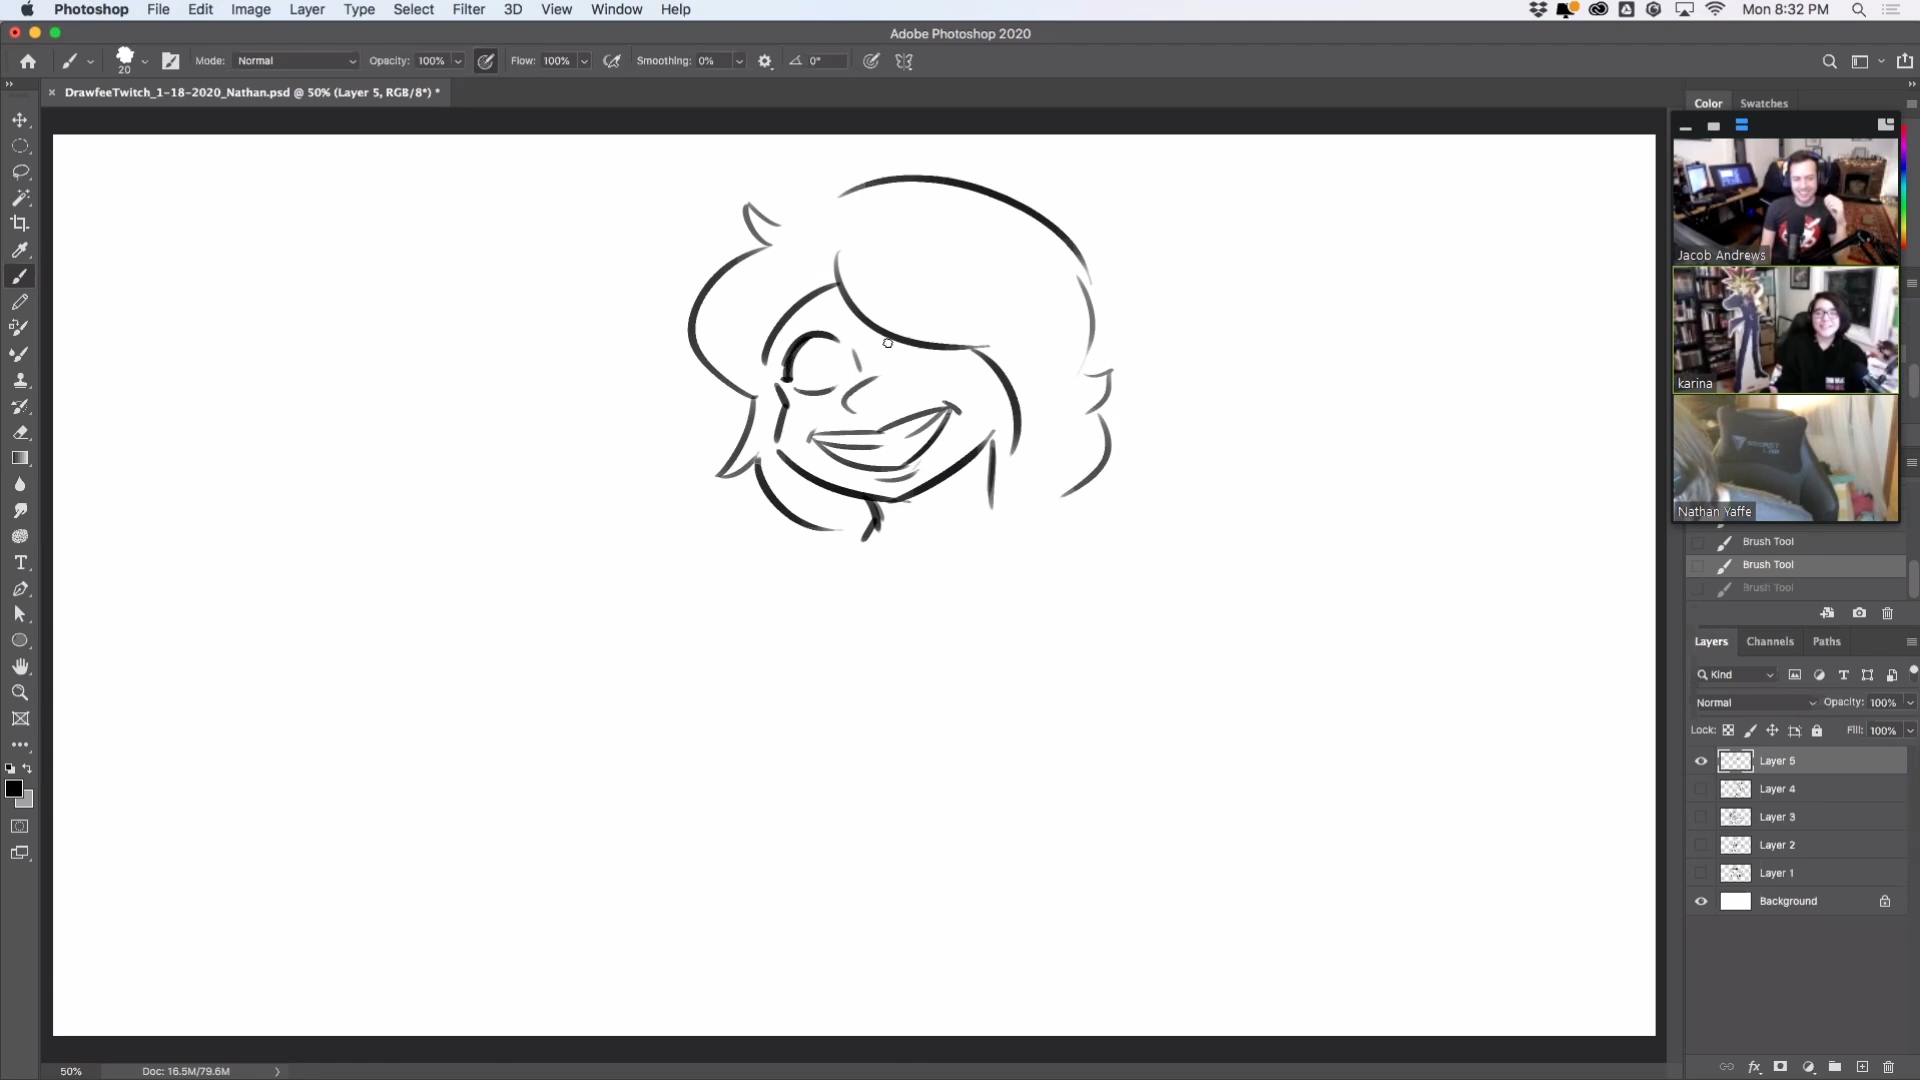 Photoshop File Edit Image Layer Type Select Filter 3D View Window Help Mon 8:32 PM
Adobe Photoshop 2020
20 Mode: Normal Opacity: 100% Flow: 100% Smoothing: 0% 0°
DrawfeeTwitch_1-18-2020_Nathan.psd @ 50% (Layer 5, RGB/8*) *
Color Swatches
Jacob Andrews
karina
Nathan Yaffe
Brush Tool
Brush Tool
Brush Tool
Layers Channels Paths
Kind
Normal Opacity: 100%
Lock: Fill: 100%
Layer 5
Layer 4
Layer 3
Layer 2
Layer 1
Background
50% Doc: 16.5M/79.6M